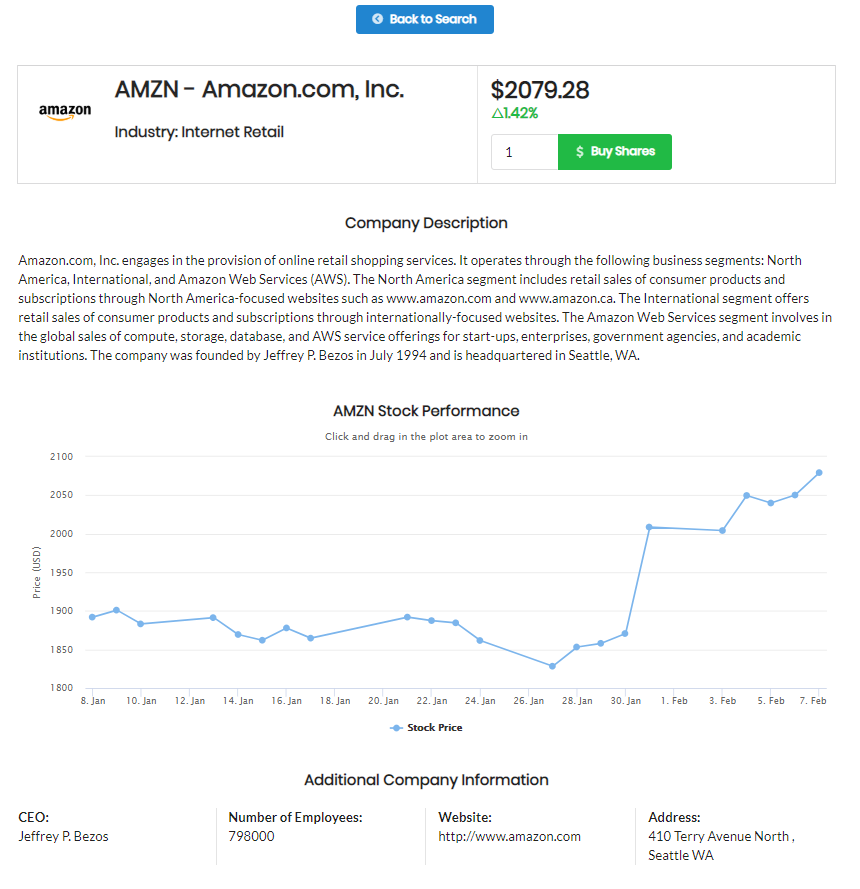 Back to Search
amazon
AMZN - Amazon.com, Inc.
Industry: Internet Retail
$2079.28
△1.42%
1
$ Buy Shares
Company Description
Amazon.com, Inc. engages in the provision of online retail shopping services. It operates through the following business segments: North
America, International, and Amazon Web Services (AWS). The North America segment includes retail sales of consumer products and
subscriptions through North America-focused websites such as www.amazon.com and www.amazon.ca. The International segment offers
retail sales of consumer products and subscriptions through internationally-focused websites. The Amazon Web Services segment involves in
the global sales of compute, storage, database, and AWS service offerings for start-ups, enterprises, government agencies, and academic
institutions. The company was founded by Jeffrey P. Bezos in July 1994 and is headquartered in Seattle, WA.
AMZN Stock Performance
Click and drag in the plot area to zoom in
Price (USD)
2100
2050
2000
1950
1900
1850
1800
8. Jan 10. Jan 12. Jan 14. Jan 16. Jan 18. Jan 20. Jan 22. Jan 24. Jan 26. Jan 28. Jan 30. Jan 1. Feb 3. Feb 5. Feb 7. Feb
Stock Price
Additional Company Information
CEO:
Jeffrey P. Bezos
Number of Employees:
798000
Website:
http://www.amazon.com
Address:
410 Terry Avenue North ,
Seattle WA